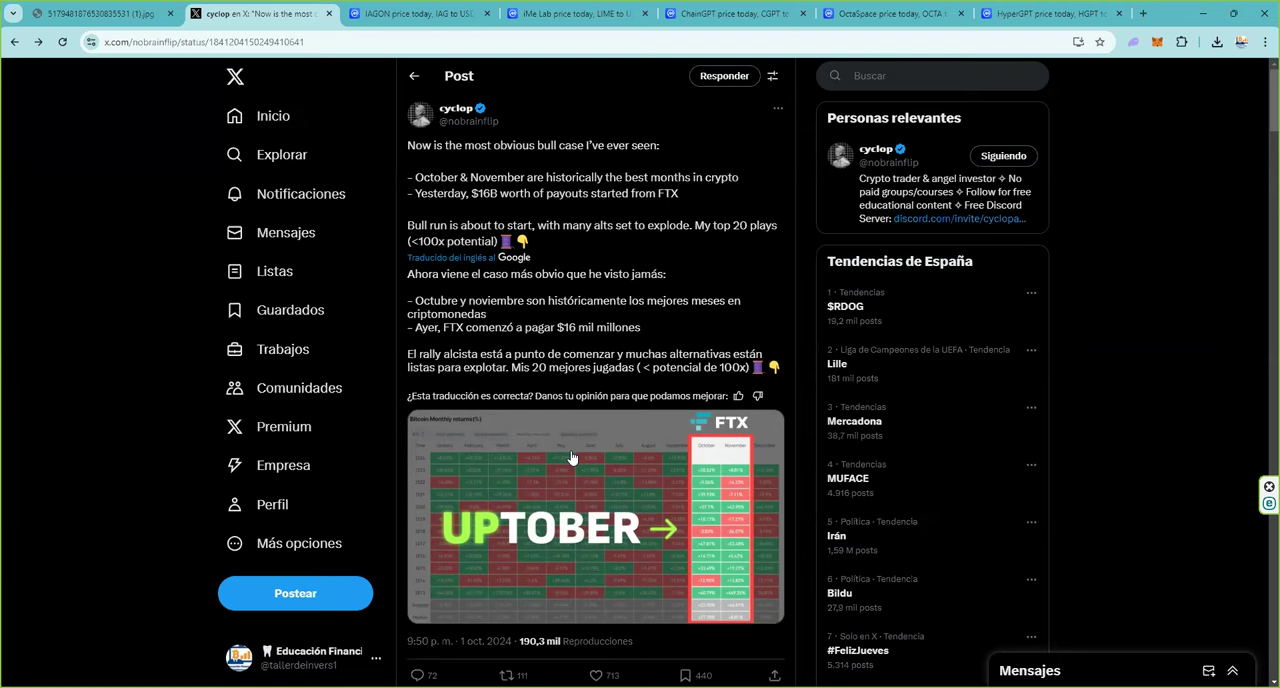 517948187653083553​1 (1).jpg
cyclop en X: "Now is the most o
IAGON price today, IAG to USD
iMe Lab price today, LIME to U
ChainGPT price today, CGPT to
OctaSpace price today, OCTA t
HyperGPT price today, HGPT to
x.com/nobrainflip/status/1841204150249410641
Inicio
Explorar
Notificaciones
Mensajes
Listas
Guardados
Trabajos
Comunidades
Premium
Empresa
Perfil
Más opciones
Postear
Educación Financi
@tallerdeinvers1
Post
Responder
cyclop
@nobrainflip
Now is the most obvious bull case I've ever seen:
- October & November are historically the best months in crypto
- Yesterday, $16B worth of payouts started from FTX
Bull run is about to start, with many alts set to explode. My top 20 plays
(<100x potential)
Traducido del inglés al Google
Ahora viene el caso más obvio que he visto jamás:
- Octubre y noviembre son históricamente los mejores meses en
criptomonedas
- Ayer, FTX comenzó a pagar $16 mil millones
El rally alcista está a punto de comenzar y muchas alternativas están
listas para explotar. Mis 20 mejores jugadas ( < potencial de 100x)
¿Esta traducción es correcta? Danos tu opinión para que podamos mejorar:
Bitcoin Monthly returns(%)
FTX
October November
UPTOBER
9:50 p. m. · 1 oct. 2024 · 190,3 mil Reproducciones
72 111 713 440
Buscar
Personas relevantes
cyclop
@nobrainflip
Siguiendo
Crypto trader & angel investor ✧ No
paid groups/courses ✧ Follow for free
educational content ✧ Free Discord
Server: discord.com/invite/cyclopa...
Tendencias de España
1 · Tendencias
$RDOG
19,2 mil posts
2 · Liga de Campeones de la UEFA · Tendencia
Lille
181 mil posts
3 · Tendencias
Mercadona
38,7 mil posts
4 · Tendencias
MUFACE
4.916 posts
5 · Política · Tendencia
Irán
1,59 M posts
6 · Política · Tendencia
Bildu
27,9 mil posts
7 · Solo en X · Tendencia
#FelizJueves
5.314 posts
Mensajes